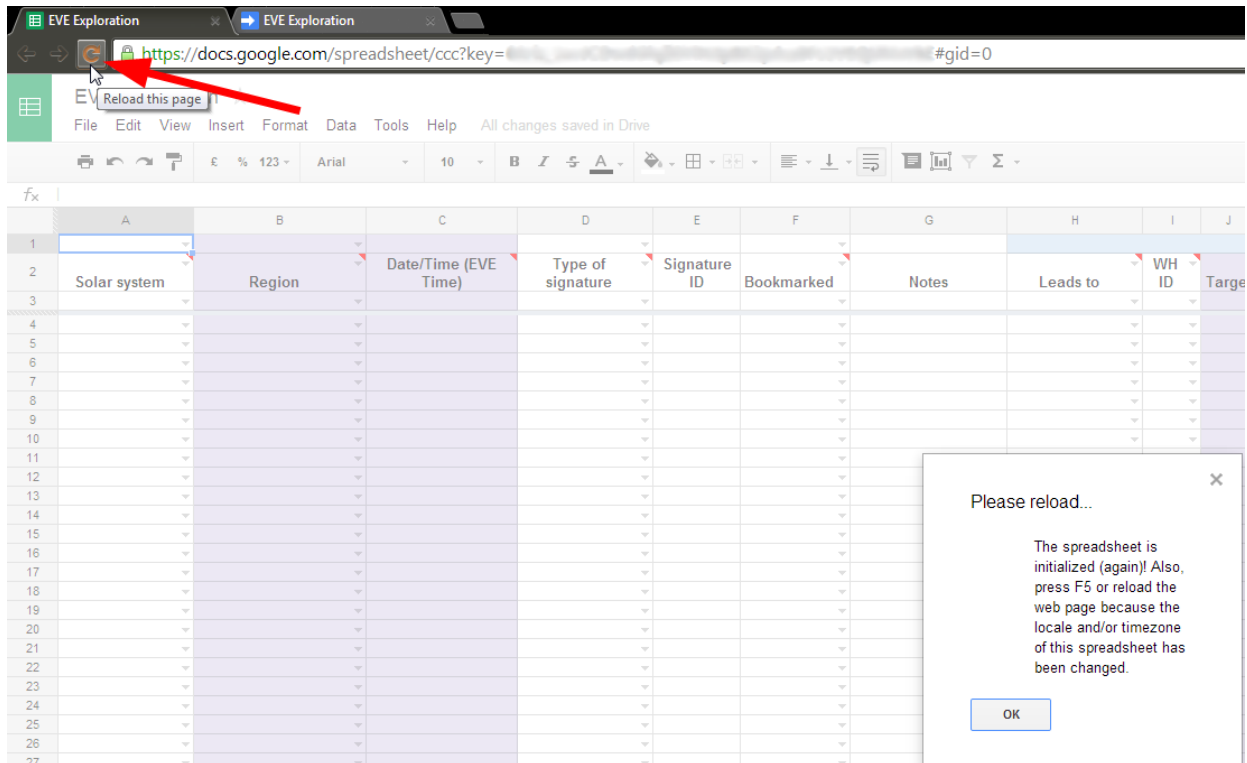 EVE Exploration
EVE Exploration
https://docs.google.com/spreadsheet/ccc?key= #gid=0
Reload this page
File Edit View Insert Format Data Tools Help All changes saved in Drive
£ % 123 Arial 10 B I S A Σ
fx
A B C D E F G H I J
1
2 Solar system Region Date/Time (EVE Time) Type of signature Signature ID Bookmarked Notes Leads to WH ID Targe
3
4
5
6
7
8
9
10
11
12
13
14
15
16
17
18
19
20
21
22
23
24
25
26
27
Please reload...
The spreadsheet is
initialized (again)! Also,
press F5 or reload the
web page because the
locale and/or timezone
of this spreadsheet has
been changed.
OK